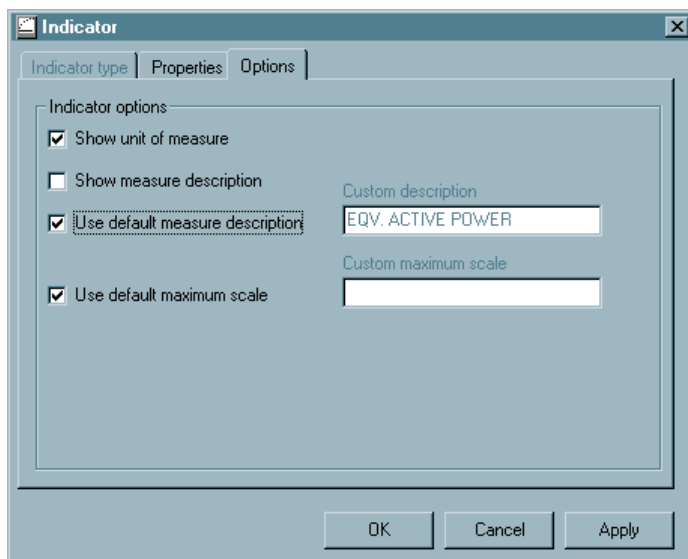 Indicator
Indicator type Properties Options
Indicator options
Show unit of measure
Show measure description
Custom description
Use default measure description
EQV. ACTIVE POWER
Custom maximum scale
Use default maximum scale
OK Cancel Apply